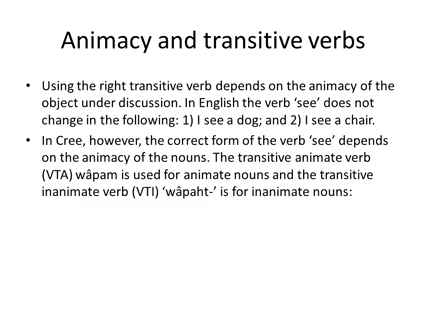 Animacy and transitive verbs
• Using the right transitive verb depends on the animacy of the
object under discussion. In English the verb ‘see’ does not
change in the following: 1) I see a dog; and 2) I see a chair.
• In Cree, however, the correct form of the verb ‘see’ depends
on the animacy of the nouns. The transitive animate verb
(VTA) wâpam is used for animate nouns and the transitive
inanimate verb (VTI) ‘wâpaht-’ is for inanimate nouns: